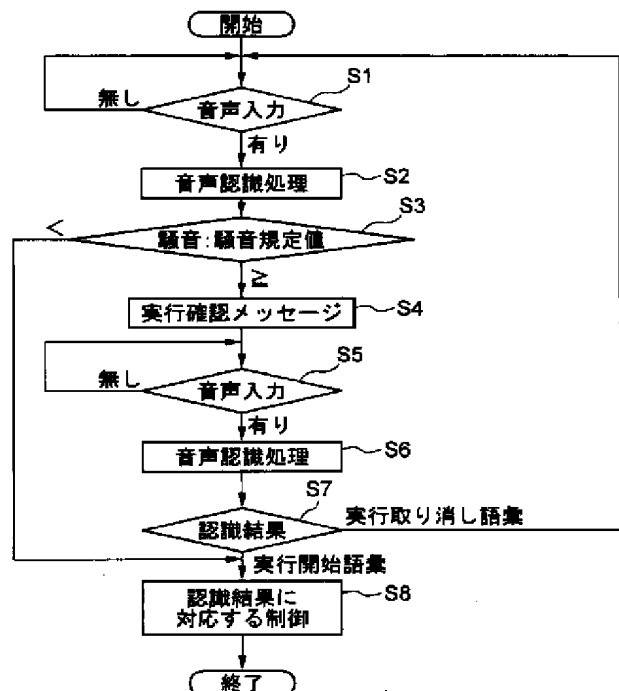 開始
S1
無し
音声入力
有り
音声認識処理
S2
S3
<
騒音:騒音規定値
≧
実行確認メッセージ
S4
S5
無し
音声入力
有り
音声認識処理
S6
S7
認識結果
実行取り消し語彙
実行開始語彙
認識結果に
対応する制御
S8
終了